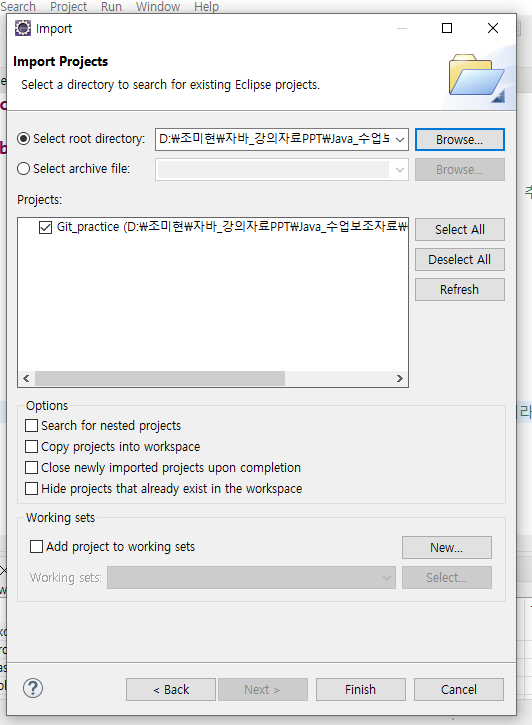 Search Project Run Window Help
Import
Import Projects
Select a directory to search for existing Eclipse projects.
Select root directory: D:₩조미현₩자바_강의자료PPT₩Java_수업보조
Browse...
Select archive file:
Browse...
Projects:
Git_practice (D:₩조미현₩자바_강의자료PPT₩Java_수업보조자료₩
Select All
Deselect All
Refresh
Options
Search for nested projects
Copy projects into workspace
Close newly imported projects upon completion
Hide projects that already exist in the workspace
Working sets
Add project to working sets
New...
Working sets:
Select...
< Back
Next >
Finish
Cancel